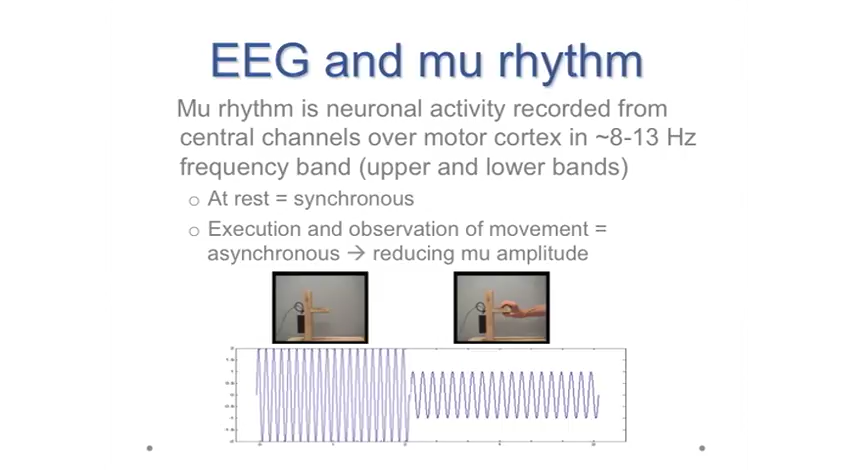 EEG and mu rhythm
Mu rhythm is neuronal activity recorded from
central channels over motor cortex in ~8-13 Hz
frequency band (upper and lower bands)
o At rest = synchronous
o Execution and observation of movement =
asynchronous → reducing mu amplitude